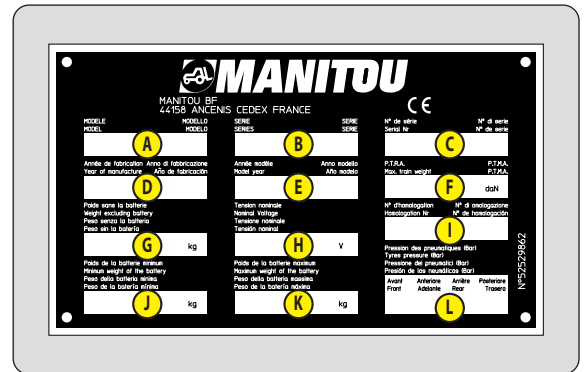 MANITOU
MANITOU BF
44158 ANCENIS CEDEX FRANCE
CE
MODELE MODELLO
MODEL MODELO
A
SERIE SERIE
SERIES SERIE
B
N° de série N° di serie
Serial Nr N° de serie
C
Année de fabrication Anno di fabbricazione
Year of manufacture Año de fabricación
D
Année modèle Anno modello
Model year Año modelo
E
P.T.R.A. P.T.M.A.
Max. train weight P.T.M.A.
F daN
Poids sans la batterie
Weight excluding battery
Peso senza la batteria
Peso sin la batería
G kg
Tension nominale
Nominal Voltage
Tensione nominale
Tensión nominal
H V
N° d'homologation N° di omologazione
Homologation Nr N° de homologación
I
Poids de la batterie minimum
Minimum weight of the battery
Peso della batteria minima
Peso de la batería mínima
J kg
Poids de la batterie maximum
Maximum weight of the battery
Peso della batteria massima
Peso de la batería máxima
K kg
Pression des pneumatiques (Bar)
Tyres pressure (Bar)
Pressione dei pneumatici (Bar)
Presión de los neumáticos (Bar)
Avant Anteriore Arrière Posteriore
Front Adelante Rear Trasero
L
N°52529862